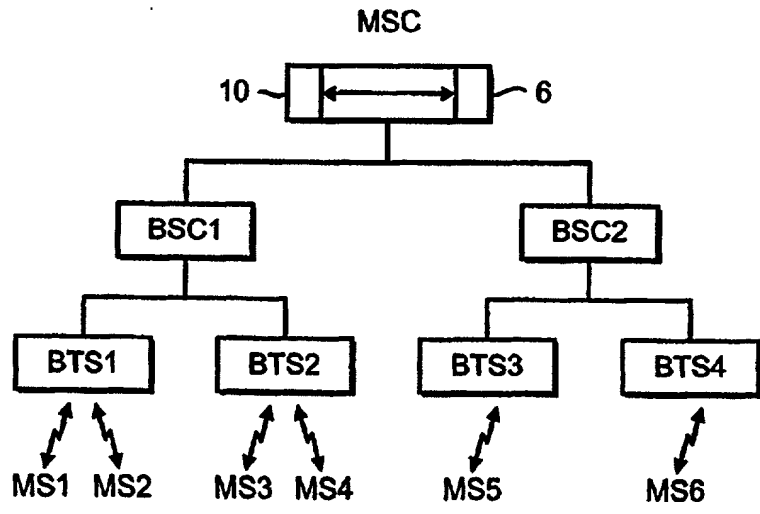 MSC
10 6
BSC1 BSC2
BTS1 BTS2 BTS3 BTS4
MS1 MS2 MS3 MS4 MS5 MS6